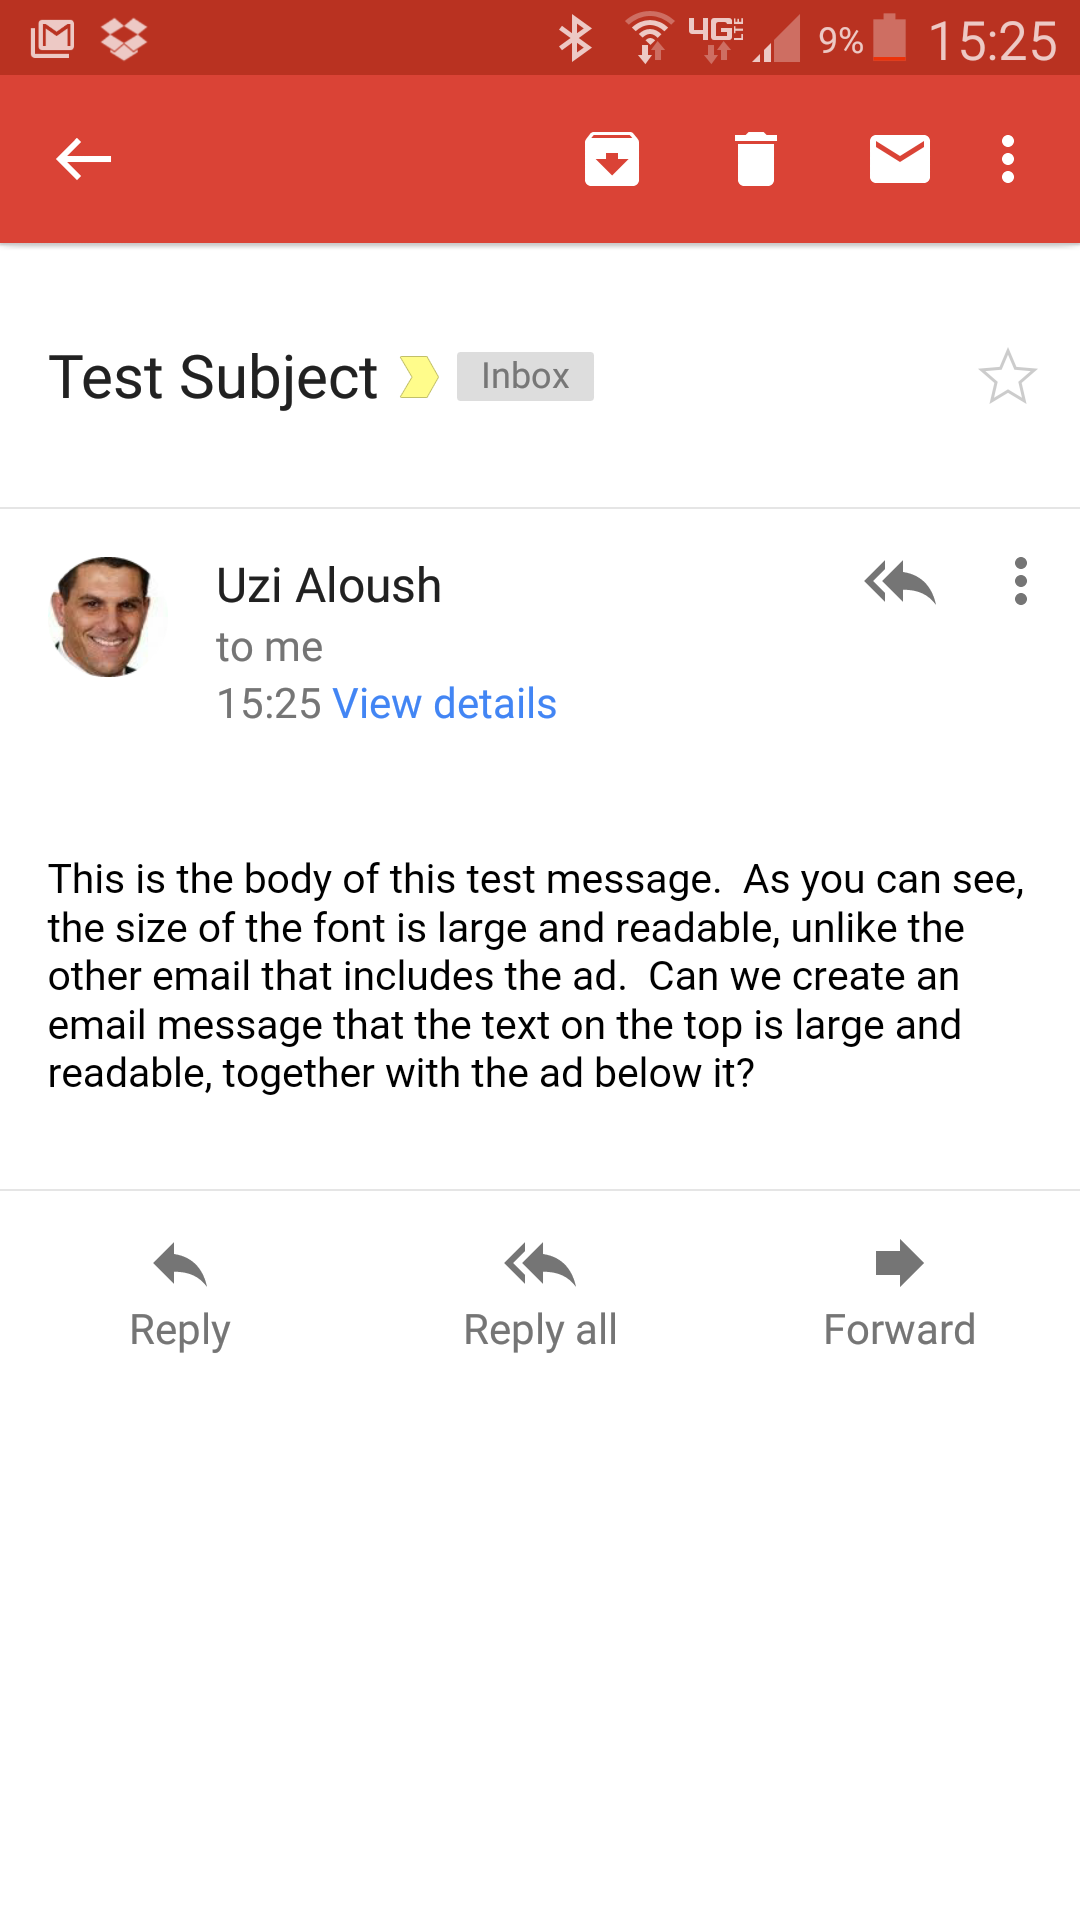 4G LTE 9% 15:25
Test Subject Inbox
Uzi Aloush
to me
15:25 View details
This is the body of this test message.  As you can see,
the size of the font is large and readable, unlike the
other email that includes the ad.  Can we create an
email message that the text on the top is large and
readable, together with the ad below it?
Reply Reply all Forward